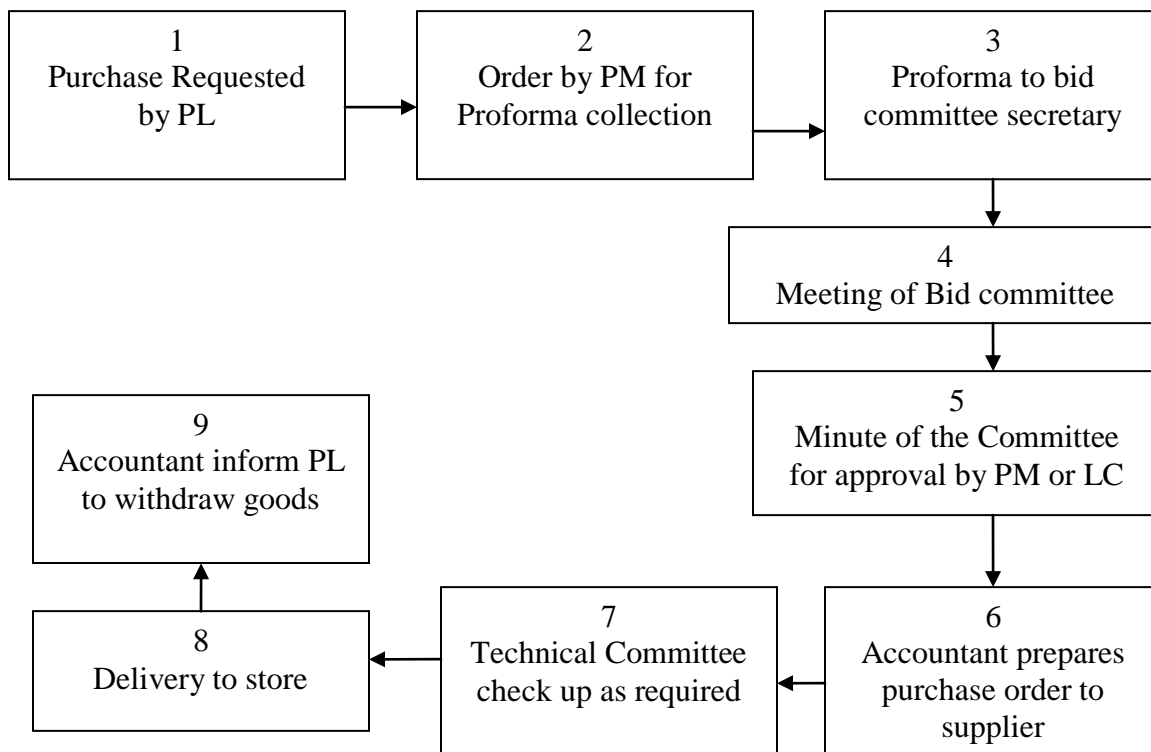 1
Purchase Requested
by PL
2
Order by PM for
Proforma collection
3
Proforma to bid
committee secretary
4
Meeting of Bid committee
5
Minute of the Committee
for approval by PM or LC
6
Accountant prepares
purchase order to
supplier
7
Technical Committee
check up as required
8
Delivery to store
9
Accountant inform PL
to withdraw goods